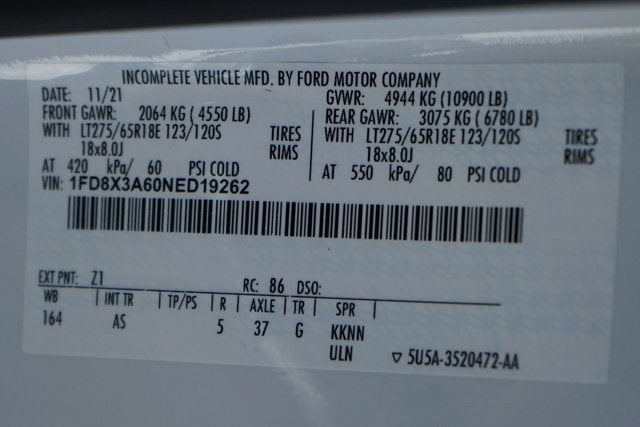 INCOMPLETE VEHICLE MFD. BY FORD MOTOR COMPANY
DATE: 11/21 GVWR: 4944 KG (10900 LB)
FRONT GAWR: 2064 KG ( 4550 LB) REAR GAWR: 3075 KG ( 6780 LB)
WITH LT275/65R18E 123/120S TIRES WITH LT275/65R18E 123/120S TIRES
18x8.0J RIMS 18x8.0J RIMS
AT 420 kPa/ 60 PSI COLD AT 550 kPa/ 80 PSI COLD
VIN: 1FD8X3A60NED19262
EXT PNT: Z1 RC: 86 DSO:
WB | INT TR | TP/PS | R | AXLE | TR | SPR |
164 AS 5 37 G KKNN
ULN ▽ 5U5A-3520472-AA